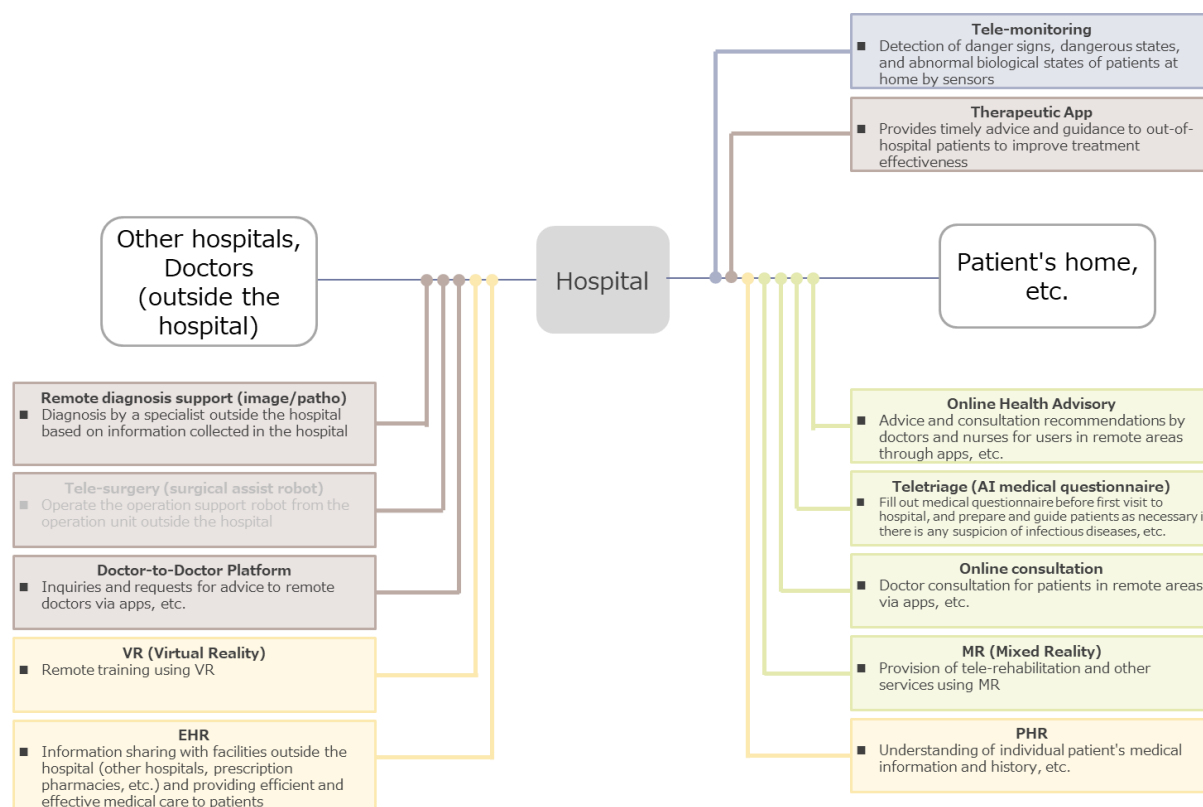 Tele-monitoring
■ Detection of danger signs, dangerous states,
and abnormal biological states of patients at
home by sensors
Therapeutic App
■ Provides timely advice and guidance to out-of-
hospital patients to improve treatment
effectiveness
Other hospitals,
Doctors
(outside the
hospital)
Hospital
Patient's home,
etc.
Remote diagnosis support (image/patho)
■ Diagnosis by a specialist outside the hospital
based on information collected in the hospital
Tele-surgery (surgical assist robot)
■ Operate the operation support robot from the
operation unit outside the hospital
Doctor-to-Doctor Platform
■ Inquiries and requests for advice to remote
doctors via apps, etc.
VR (Virtual Reality)
■ Remote training using VR
EHR
■ Information sharing with facilities outside the
hospital (other hospitals, prescription
pharmacies, etc.) and providing efficient and
effective medical care to patients
Online Health Advisory
■ Advice and consultation recommendations by
doctors and nurses for users in remote areas
through apps, etc.
Teletriage (AI medical questionnaire)
■ Fill out medical questionnaire before first visit to
hospital, and prepare and guide patients as necessary
there is any suspicion of infectious diseases, etc.
Online consultation
■ Doctor consultation for patients in remote areas
via apps, etc.
MR (Mixed Reality)
■ Provision of tele-rehabilitation and other
services using MR
PHR
■ Understanding of individual patient's medical
information and history, etc.